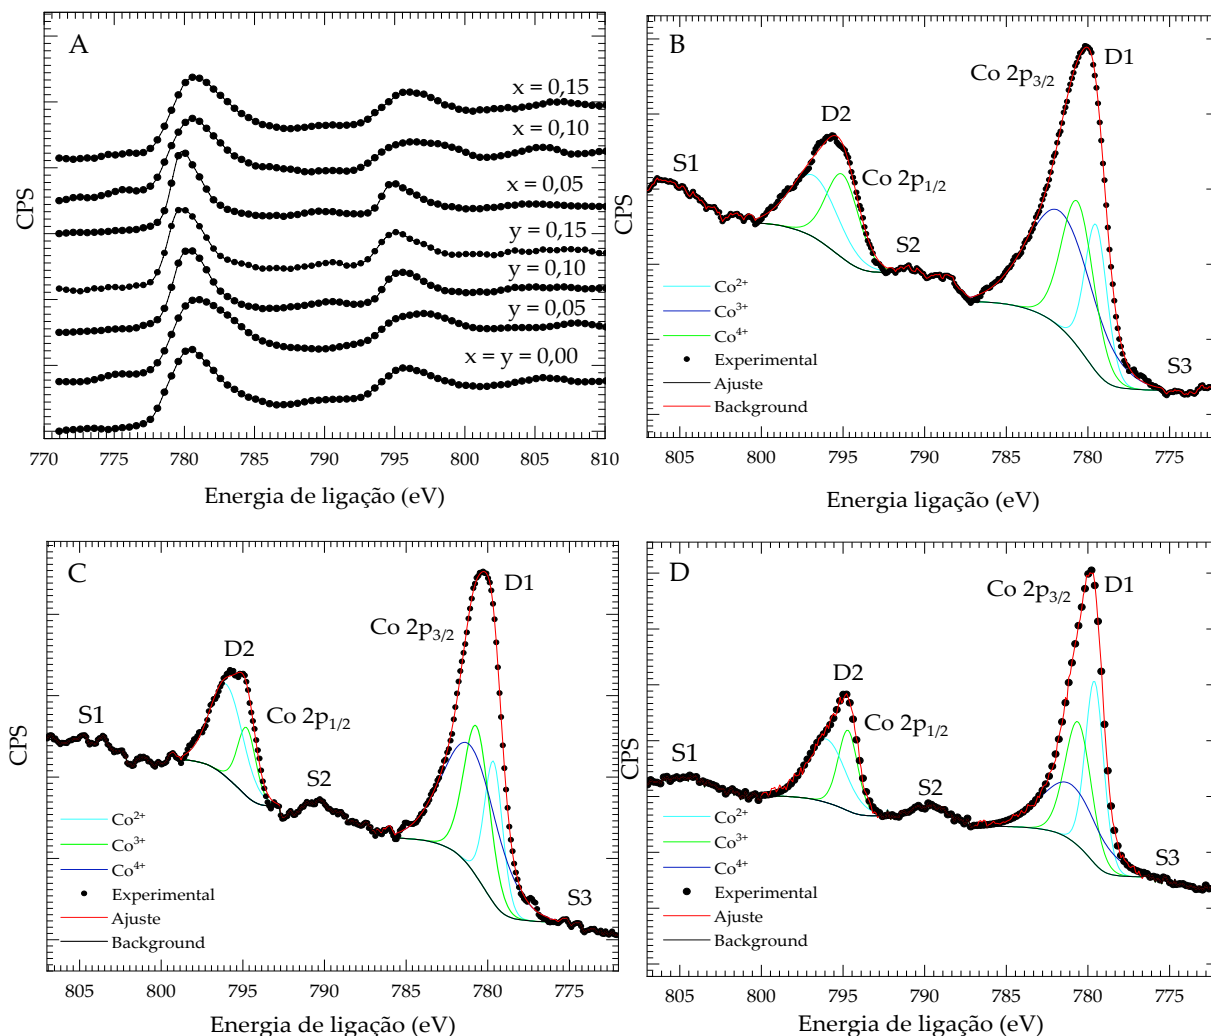 A
x = 0,15
x = 0,10
x = 0,05
y = 0,15
y = 0,10
y = 0,05
x = y = 0,00
CPS
770 775 780 785 790 795 800 805 810
Energia de ligação (eV)
B
D1
Co 2p3/2
D2
S1
Co 2p1/2
S2
S3
CPS
Co2+
Co3+
Co4+
Experimental
Ajuste
Background
805 800 795 790 785 780 775
Energia ligação (eV)
C
D1
Co 2p3/2
D2
Co 2p1/2
S1
S2
S3
CPS
Co2+
Co3+
Co4+
Experimental
Ajuste
Background
805 800 795 790 785 780 775
Energia de ligação (eV)
D
Co 2p3/2
D1
D2
Co 2p1/2
S1
S2
S3
CPS
Co2+
Co3+
Co4+
Experimental
Ajuste
Background
805 800 795 790 785 780 775
Energia de ligação (eV)